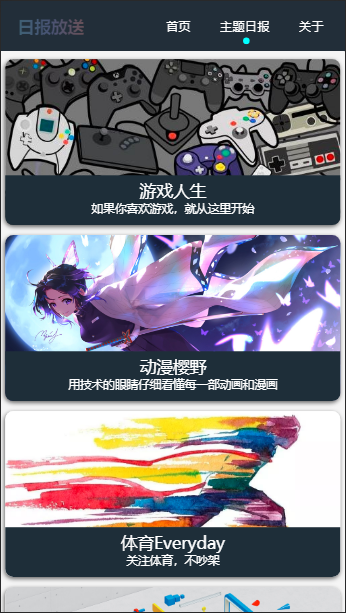 日报放送
首页 主题日报 关于
游戏人生
如果你喜欢游戏，就从这里开始
动漫樱野
用技术的眼睛仔细看懂每一部动画和漫画
体育Everyday
关注体育，不吵架